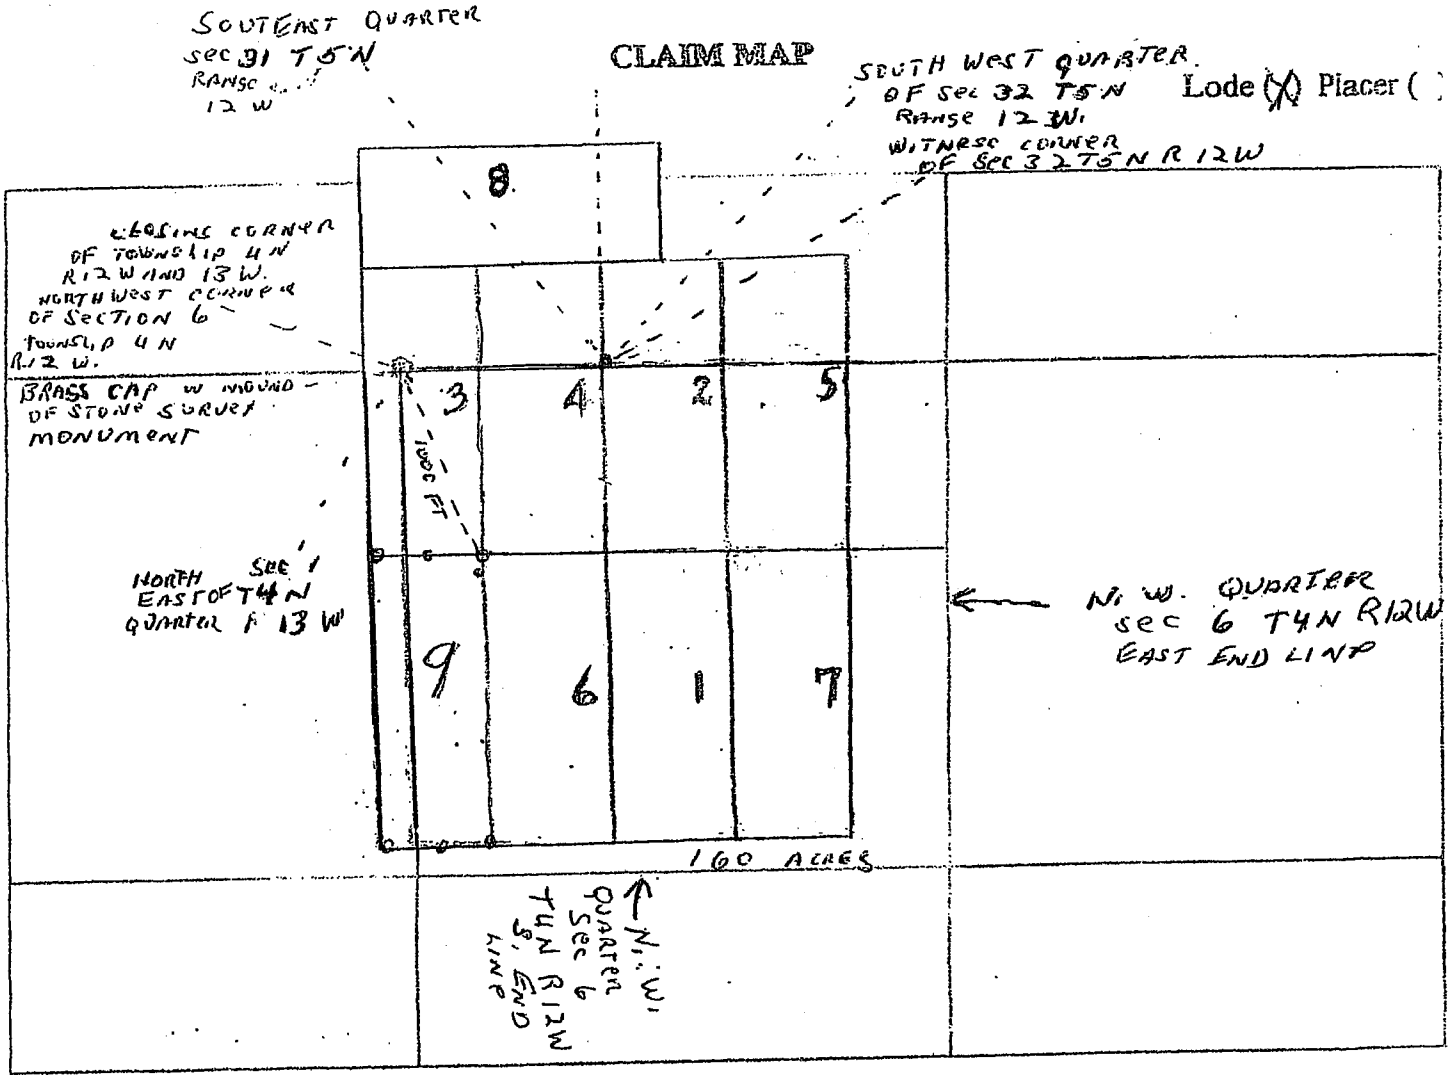 SOUTEAST QUARTER
SEC 31 T5N
RANGE
12 W
CLAIM MAP
SOUTH WEST QUARTER
OF SEC 32 T5N
RANGE 12 W.
WITNESS CORNER
OF SEC 32 T5N R 12W
Lode (X) Placer ( )
8
CLOSING CORNER
OF TOWNSHIP 4 N
R12 W AND 13 W.
NORTH WEST CORNER
OF SECTION 6
TOWNSHIP 4 N
R.12 W.
BRASS CAP W MOUND
OF STONE SURVEY
MONUMENT
3
4
2
5
1000 FT
NORTH SEC 1
EAST OF T4N
QUARTER R 13 W
N. W. QUARTER
SEC 6 T4N R12W
EAST END LINE
9
6
1
7
160 ACRES
N. W.
QUARTER
SEC 6
T4N R12W
S. END
LINE